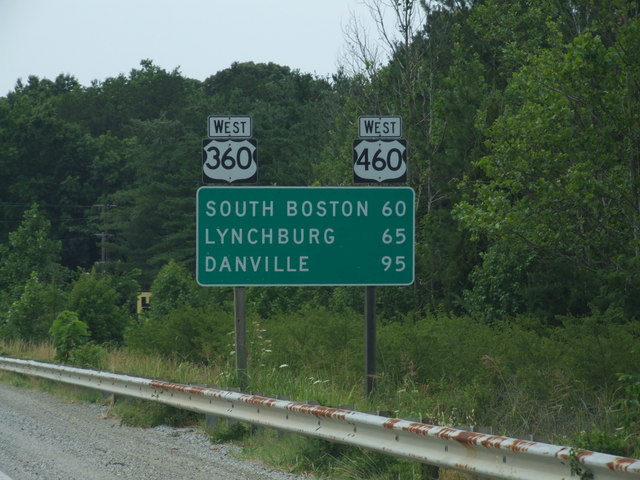 WEST WEST
360 460
SOUTH BOSTON 60
LYNCHBURG 65
DANVILLE 95